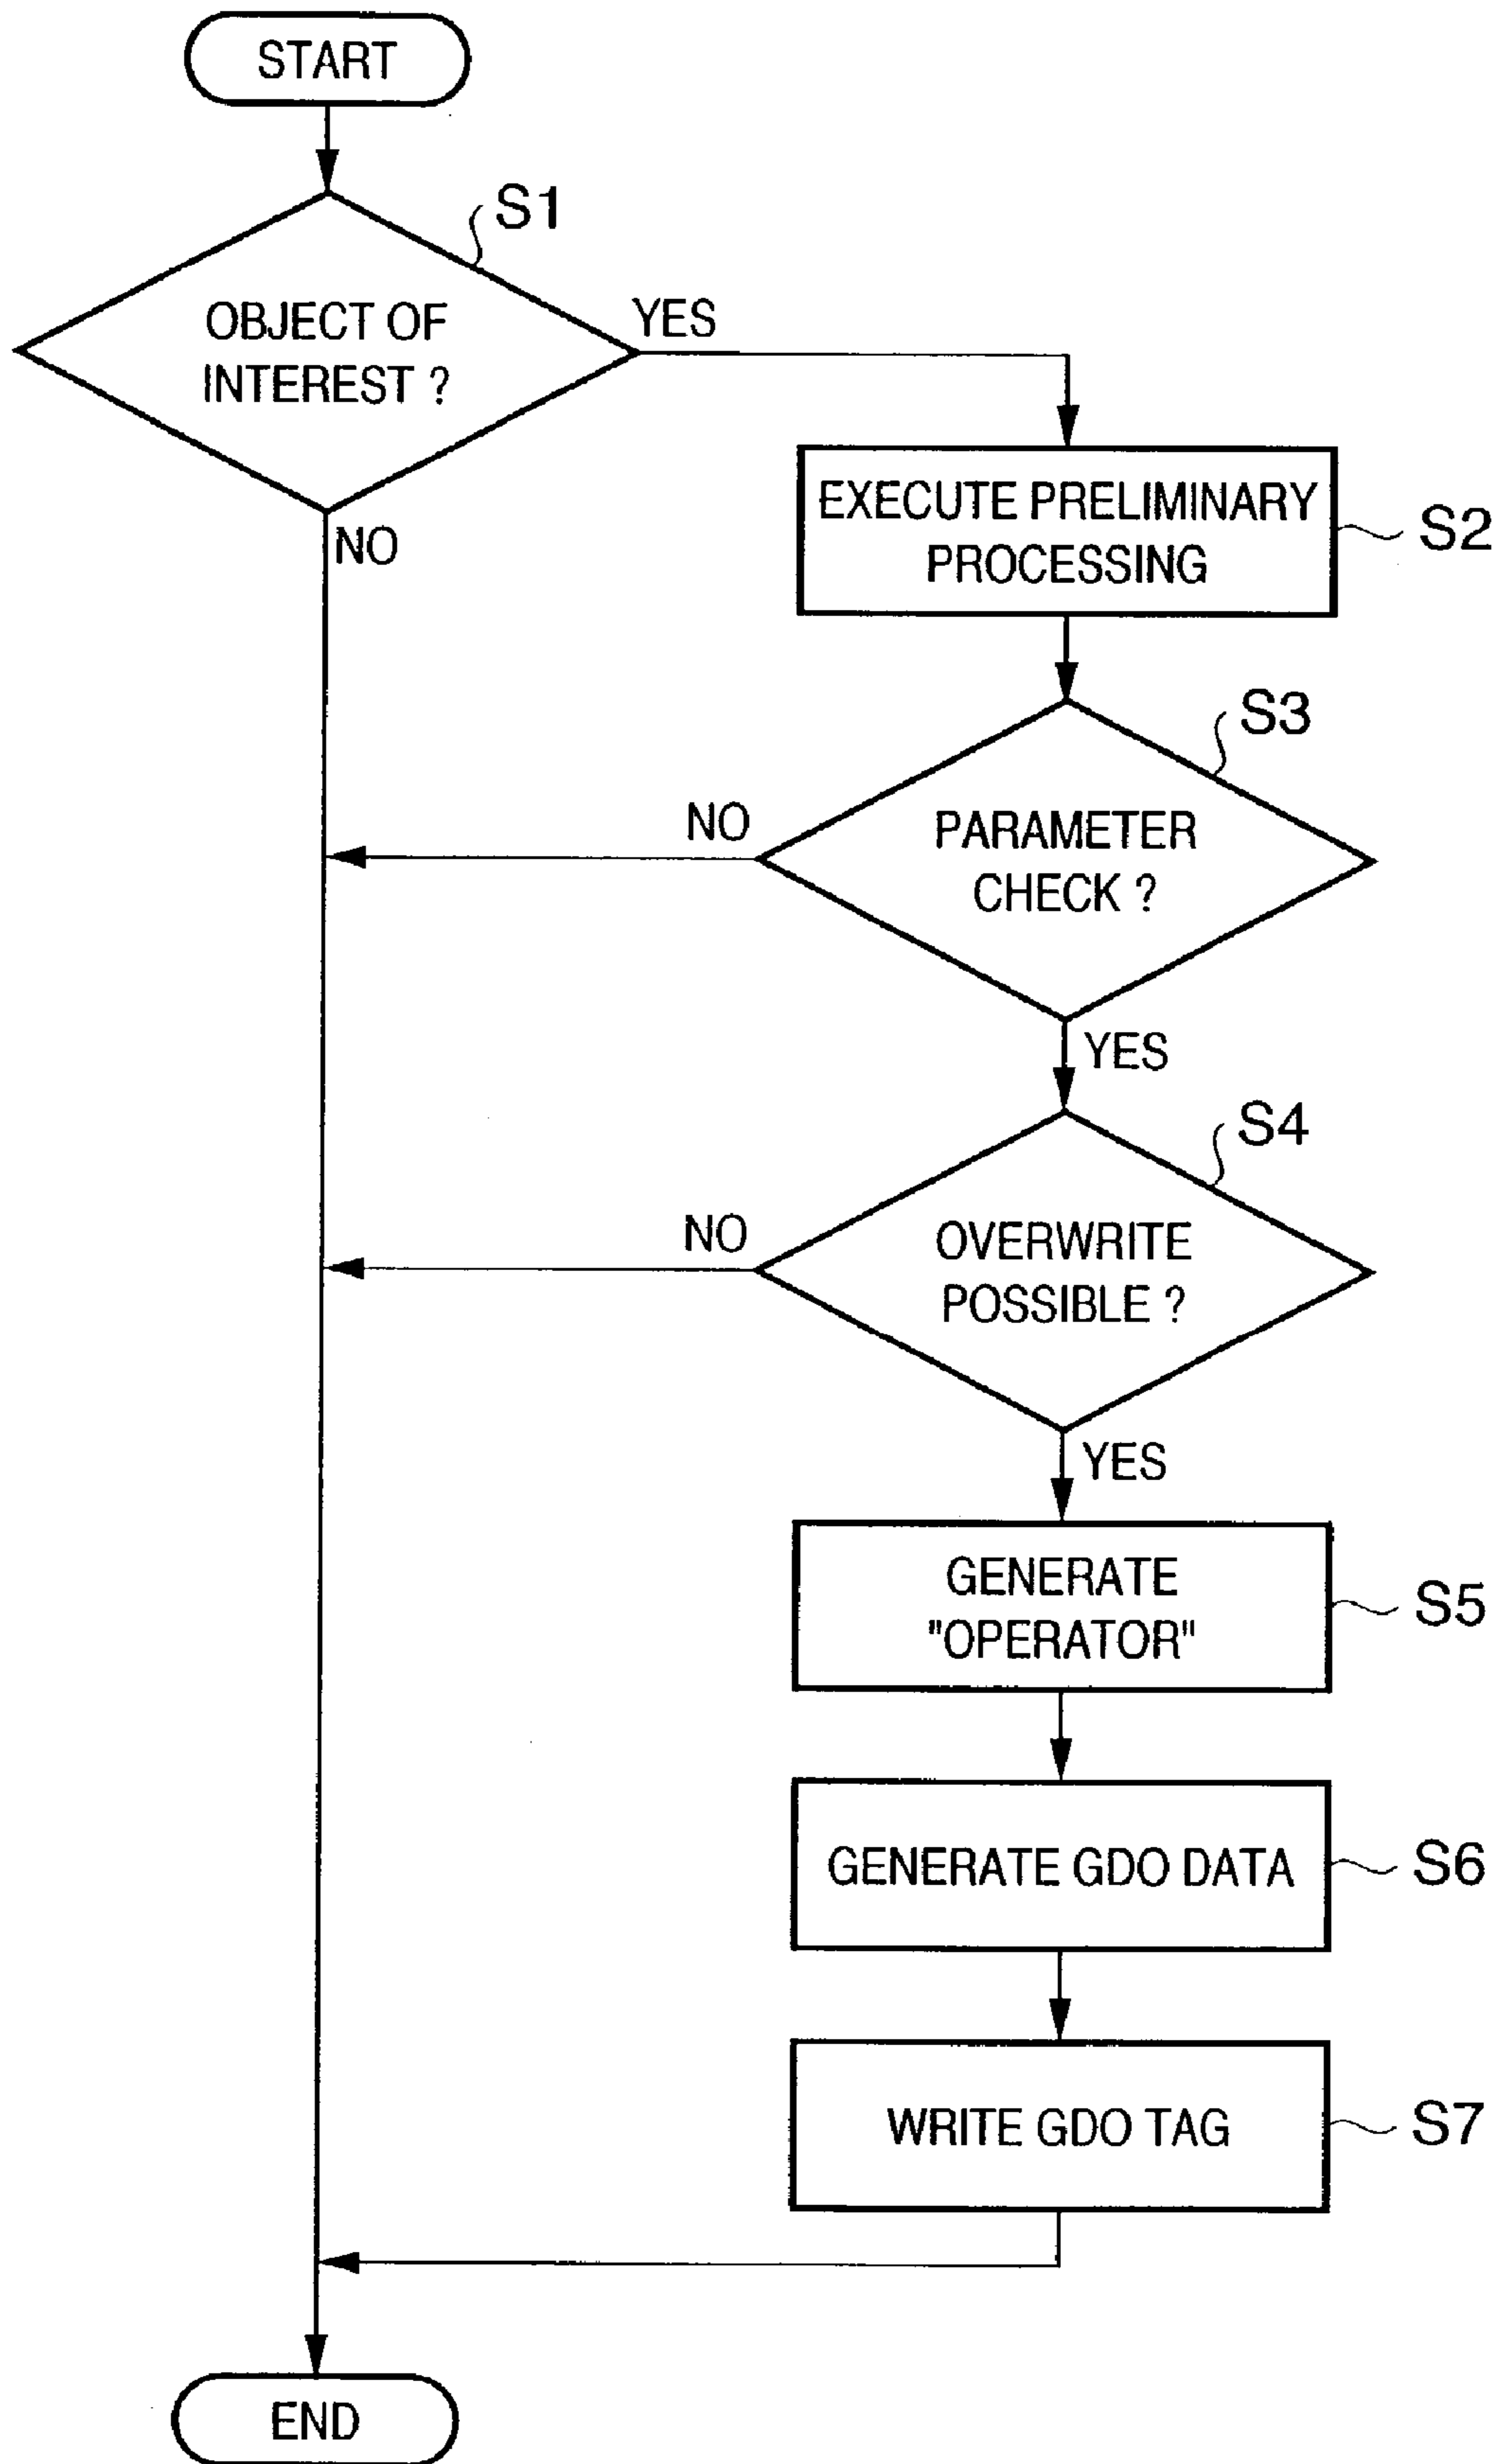 START
S1
OBJECT OF
INTEREST ?
YES
NO
EXECUTE PRELIMINARY
PROCESSING
S2
S3
PARAMETER
CHECK ?
NO
YES
S4
OVERWRITE
POSSIBLE ?
NO
YES
GENERATE
"OPERATOR"
S5
GENERATE GDO DATA
S6
WRITE GDO TAG
S7
END